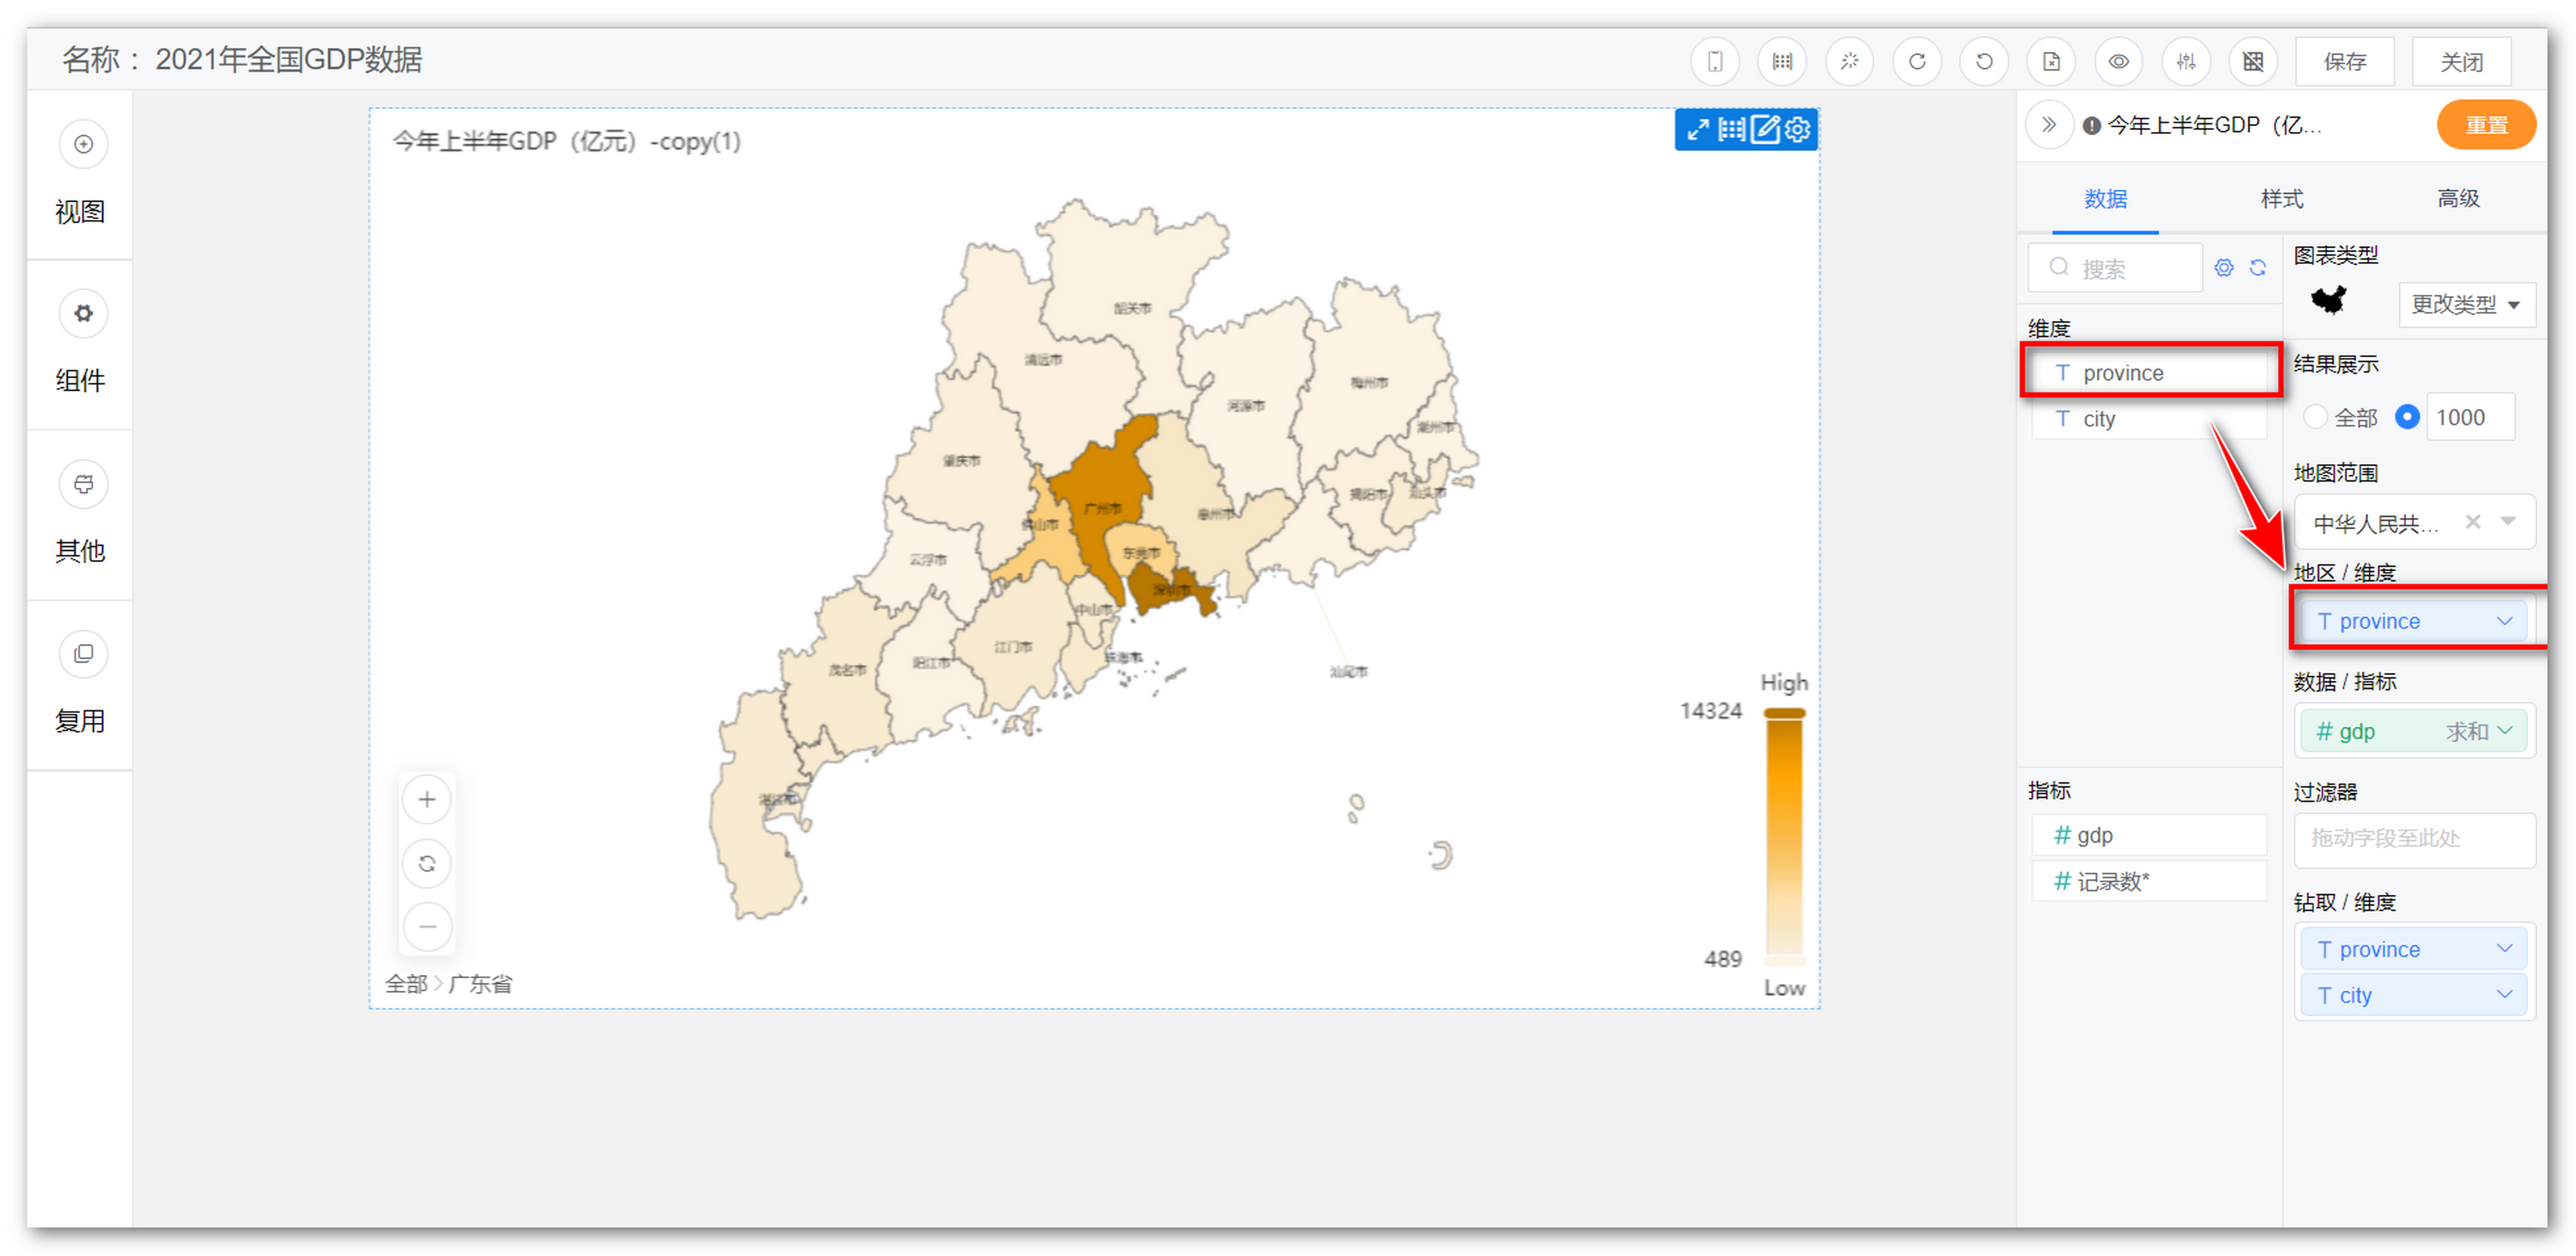 名称： 2021年全国GDP数据
保存
关闭
视图
组件
其他
复用
今年上半年GDP（亿元）-copy(1)
韶关市
清远市
梅州市
河源市
潮州市
肇庆市
揭阳市
汕头市
广州市
惠州市
佛山市
东莞市
云浮市
深圳市
中山市
江门市
珠海市
阳江市
茂名市
汕尾市
湛江市
High
14324
489
Low
全部 > 广东省
今年上半年GDP（亿...
重置
数据
样式
高级
搜索
维度
T province
T city
指标
# gdp
# 记录数*
图表类型
更改类型
结果展示
全部
1000
地图范围
中华人民共...
地区 / 维度
T province
数据 / 指标
# gdp 求和
过滤器
拖动字段至此处
钻取 / 维度
T province
T city